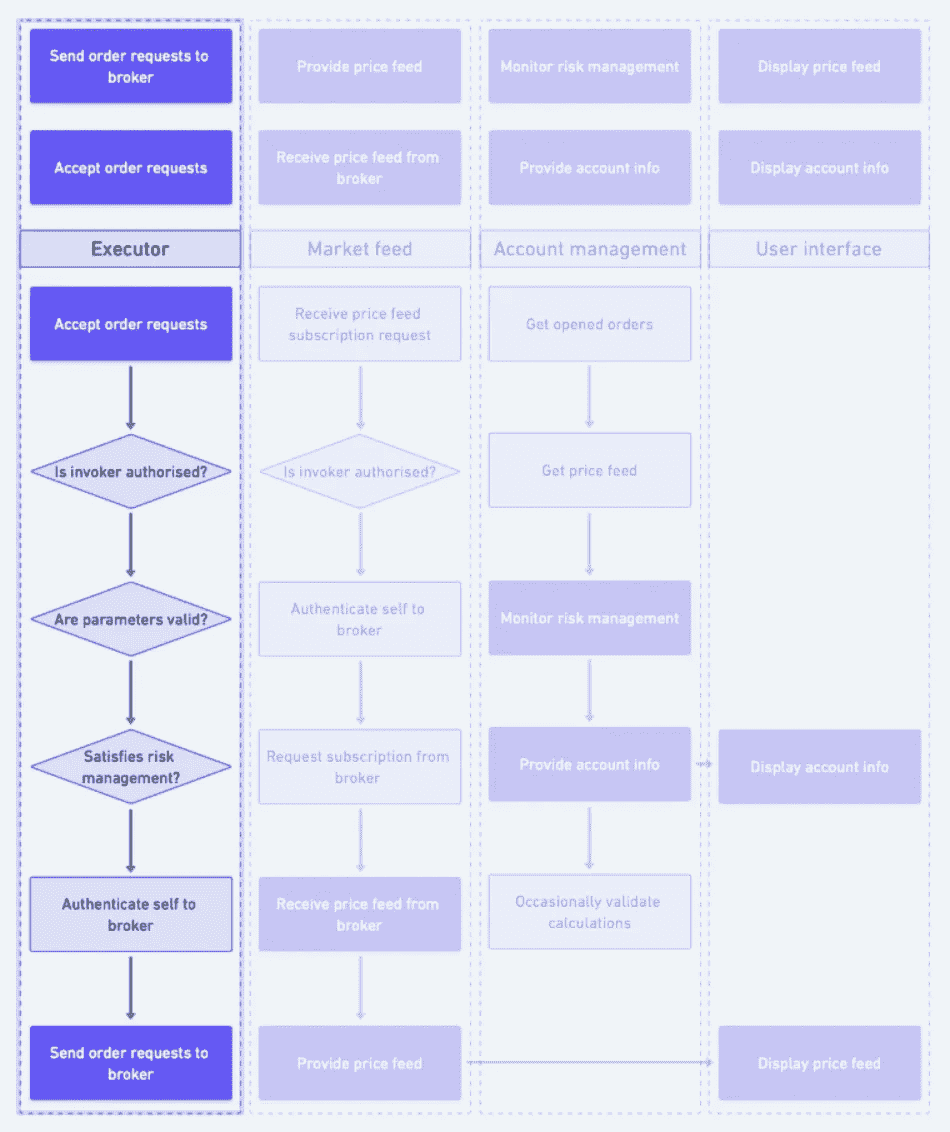 Send order requests to
broker
Provide price feed
Monitor risk management
Display price feed
Accept order requests
Receive price feed from
broker
Provide account info
Display account info
Executor
Market feed
Account management
User interface
Accept order requests
Receive price feed
subscription request
Get opened orders
Is invoker authorised?
Is invoker authorised?
Get price feed
Are parameters valid?
Authenticate self to
broker
Monitor risk management
Satisfies risk
management?
Request subscription from
broker
Provide account info
Display account info
Authenticate self to
broker
Receive price feed from
broker
Occasionally validate
calculations
Send order requests to
broker
Provide price feed
Display price feed